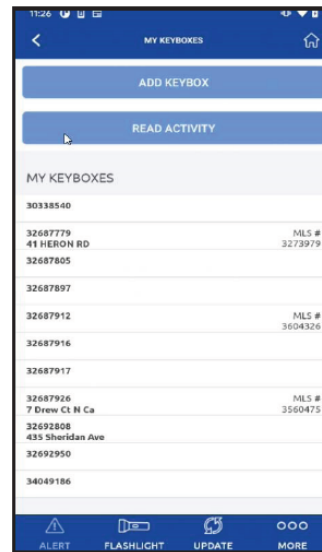 11:26
MY KEYBOXES
ADD KEYBOX
READ ACTIVITY
MY KEYBOXES
30338540
32687779 MLS #
41 HERON RD 3273979
32687805
32687897
32687912 MLS #
3604326
32687916
32687917
32687926 MLS #
7 Drew Ct N Ca 3560475
32692808
435 Sheridan Ave
32692950
34049186
ALERT FLASHLIGHT UPDATE MORE